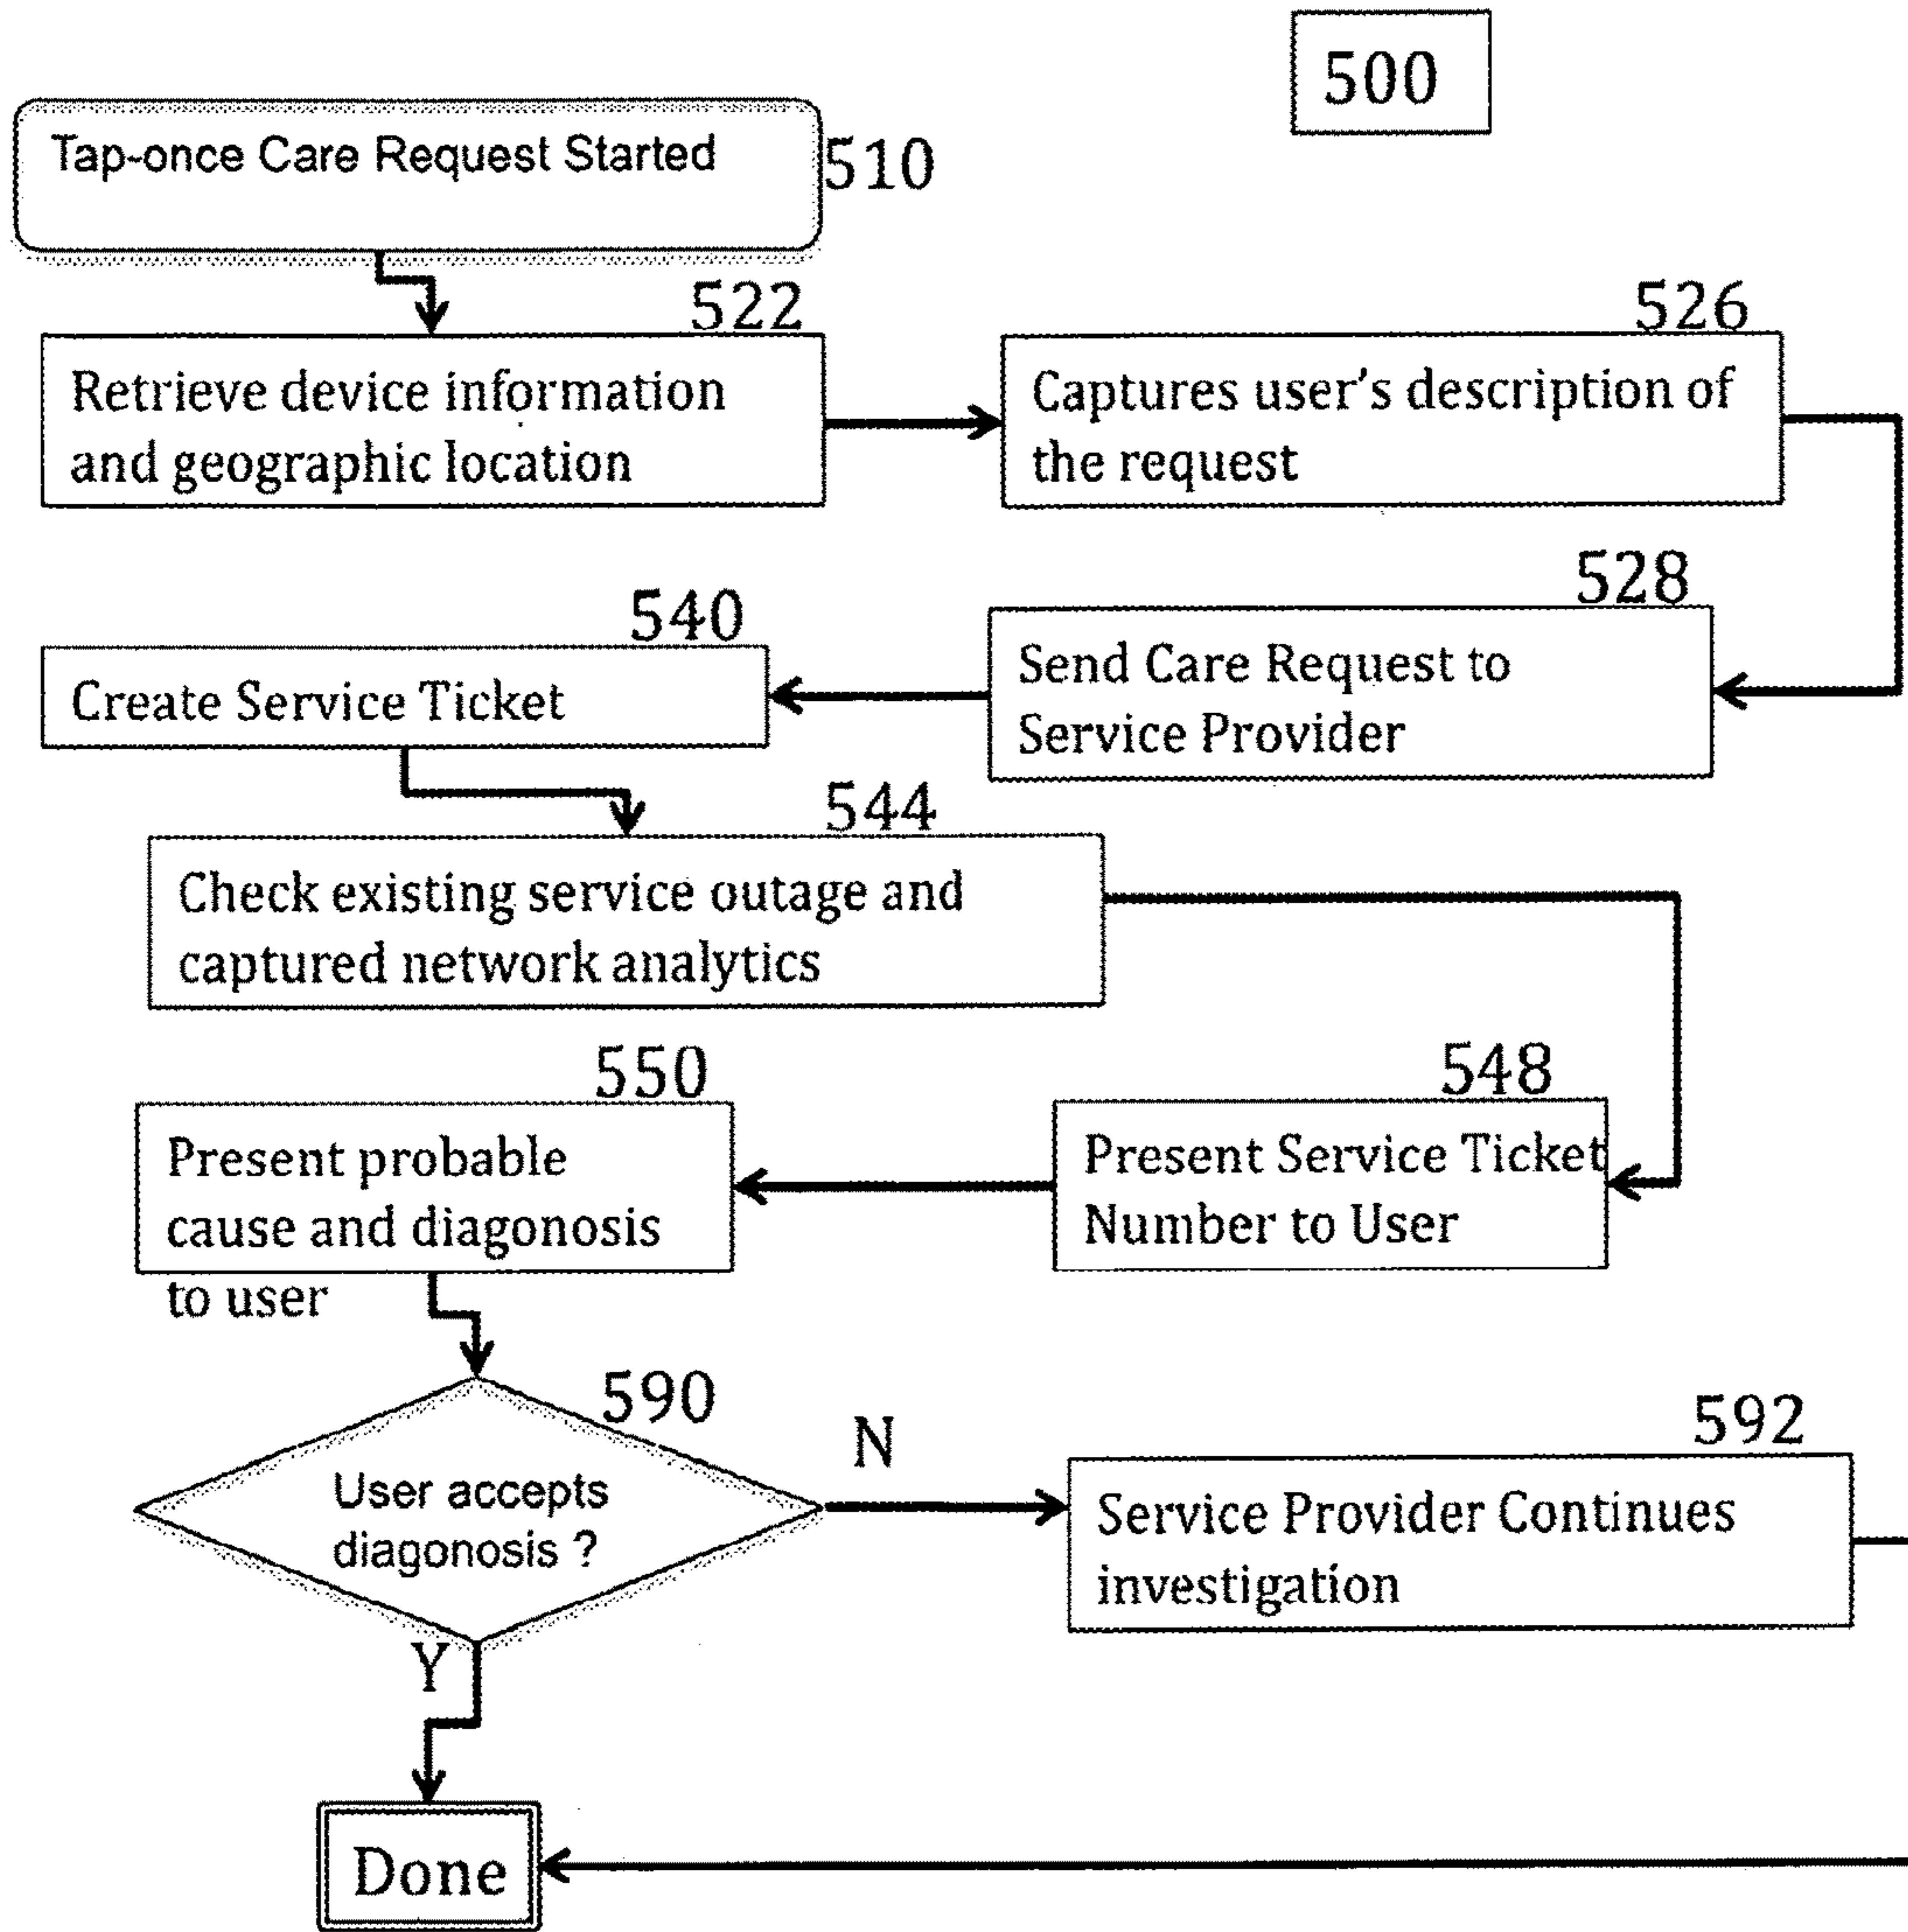 500
Tap-once Care Request Started
510
522
Retrieve device information
and geographic location
526
Captures user's description of
the request
528
Send Care Request to
Service Provider
540
Create Service Ticket
544
Check existing service outage and
captured network analytics
548
Present Service Ticket
Number to User
550
Present probable
cause and diagonosis
to user
590
User accepts
diagonosis ?
N
592
Service Provider Continues
investigation
Y
Done